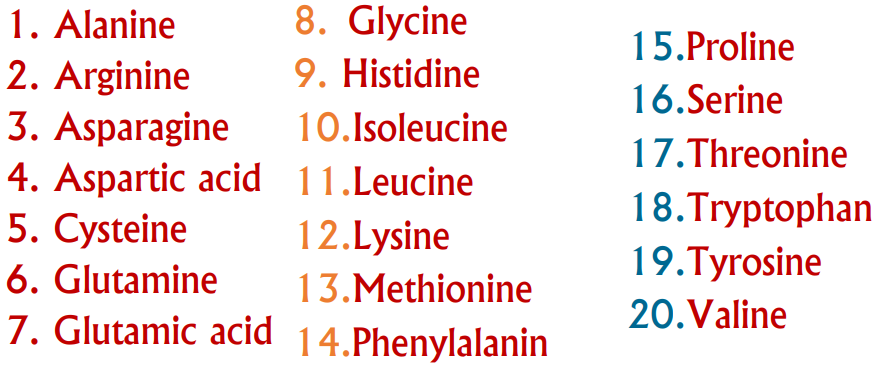 1. Alanine
2. Arginine
3. Asparagine
4. Aspartic acid
5. Cysteine
6. Glutamine
7. Glutamic acid
8. Glycine
9. Histidine
10.Isoleucine
11.Leucine
12.Lysine
13.Methionine
14.Phenylalanin
15.Proline
16.Serine
17.Threonine
18.Tryptophan
19.Tyrosine
20.Valine